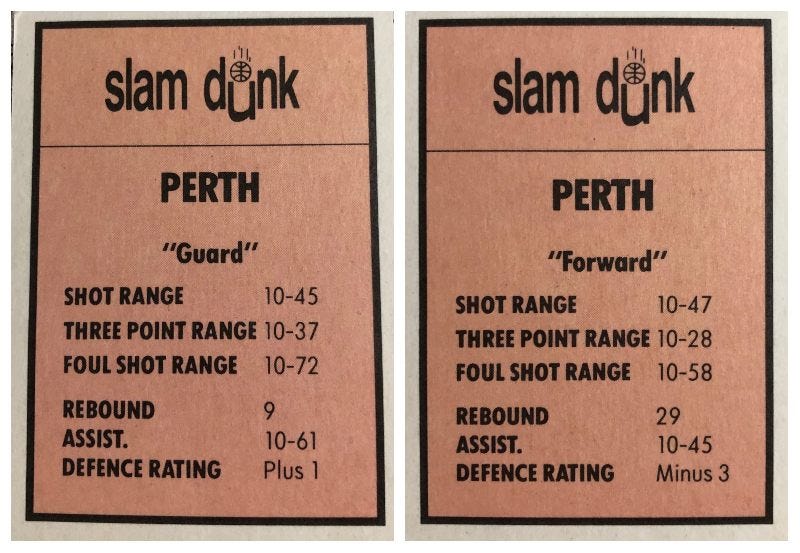 slam dunk
PERTH
"Guard"
SHOT RANGE 10-45
THREE POINT RANGE 10-37
FOUL SHOT RANGE 10-72
REBOUND 9
ASSIST. 10-61
DEFENCE RATING Plus 1
slam dunk
PERTH
"Forward"
SHOT RANGE 10-47
THREE POINT RANGE 10-28
FOUL SHOT RANGE 10-58
REBOUND 29
ASSIST. 10-45
DEFENCE RATING Minus 3